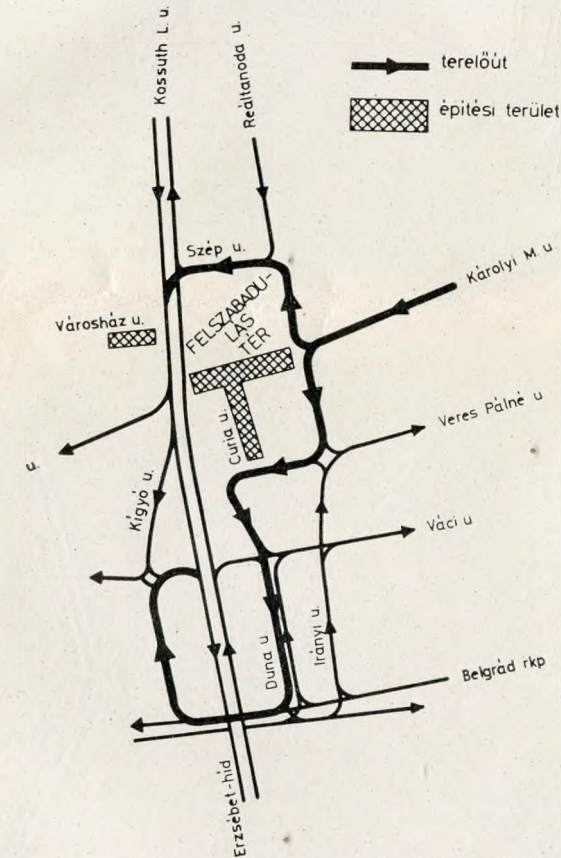 Kossuth L. u.
Reáltanoda u.
terelőút
építési terület
Szép u.
Károlyi M. u
Városház u.
FELSZABADU-
LÁS
TÉR
Curia u.
Veres Pálné u
u.
Kígyó u.
Váci u
Duna u
Irányi u.
Belgrád rkp
Erzsébet-híd